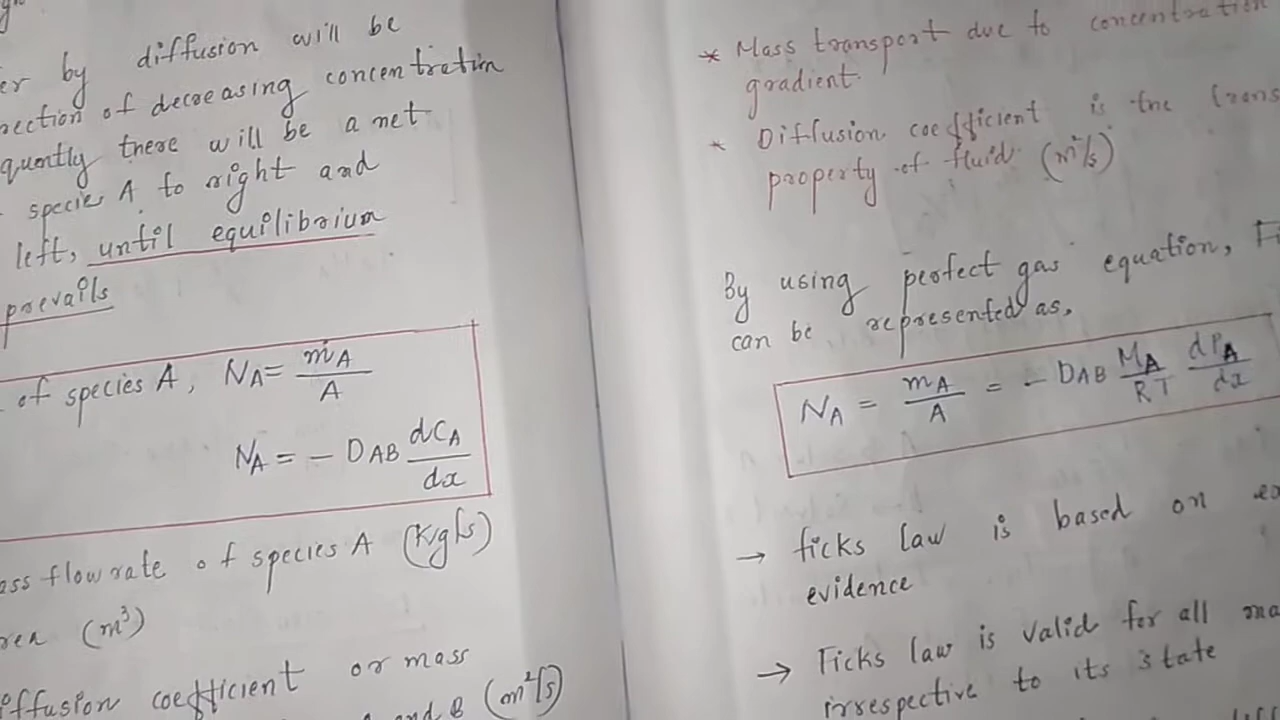 by diffusion will be
of decreasing concentration
there will be a net
species A to right and
left, until equilibrium
prevails
of species A, NA = ṁA/A
NA = - DAB dCA/dx
flow rate of species A (Kg/s)
(m³)
coefficient or mass
and B (m²/s)
* Mass transport due to concentration
gradient.
* Diffusion coefficient is the
property of fluid. (m²/s)
By using perfect gas equation,
can be represented as,
NA = mA/A = - DAB MA/RT dPA/dx
→ ficks law is based on
evidence
→ Ficks law is valid for all
irrespective to its state